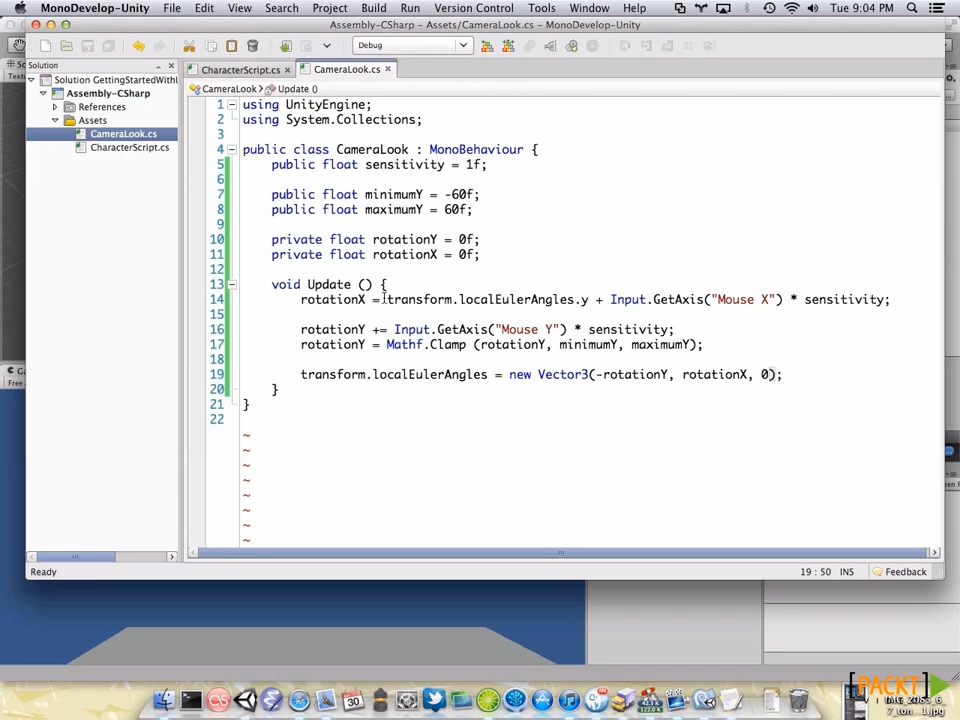 MonoDevelop-Unity File Edit View Search Project Build Run Version Control Tools Window Help Tue 9:04 PM
Assembly-CSharp - Assets/CameraLook.cs - MonoDevelop-Unity
Debug
Solution
CharacterScript.cs
CameraLook.cs
Solution GettingStartedWithU
CameraLook
Update ()
Assembly-CSharp
References
Assets
CameraLook.cs
CharacterScript.cs
1 using UnityEngine;
2 using System.Collections;
3
4 public class CameraLook : MonoBehaviour {
5 public float sensitivity = 1f;
6
7 public float minimumY = -60f;
8 public float maximumY = 60f;
9
10 private float rotationY = 0f;
11 private float rotationX = 0f;
12
13 void Update () {
14 rotationX = transform.localEulerAngles.y + Input.GetAxis("Mouse X") * sensitivity;
15
16 rotationY += Input.GetAxis("Mouse Y") * sensitivity;
17 rotationY = Mathf.Clamp (rotationY, minimumY, maximumY);
18
19 transform.localEulerAngles = new Vector3(-rotationY, rotationX, 0);
20 }
21 }
22
~
~
~
~
~
~
~
~
Ready
19 : 50 INS
Feedback
30
PACKT
VIDEO